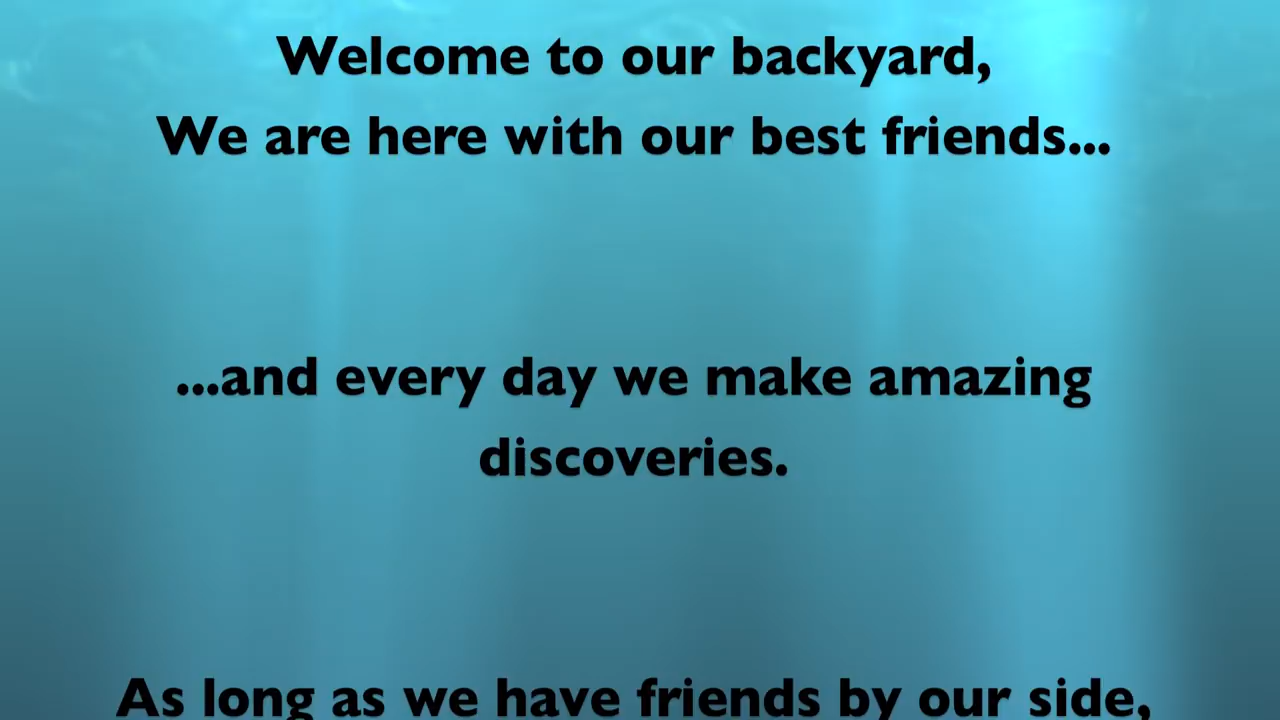 Welcome to our backyard,
We are here with our best friends...
...and every day we make amazing
discoveries.
As long as we have friends by our side,